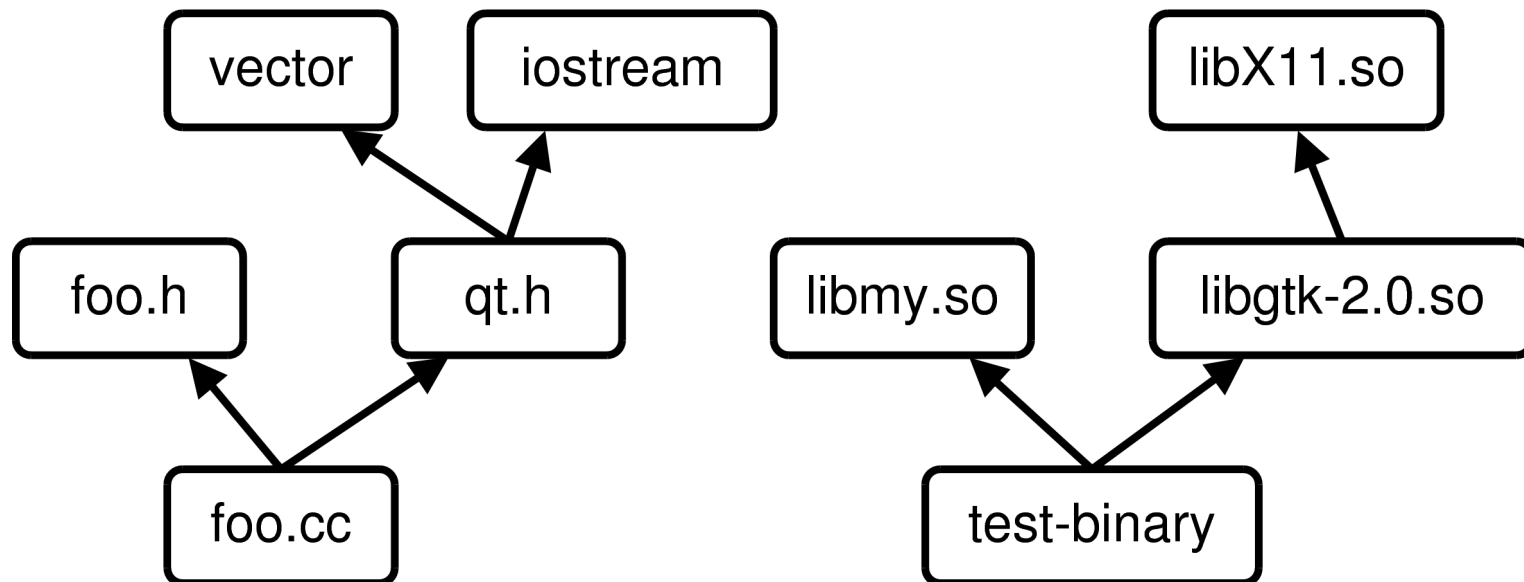 vector
iostream
libX11.so
foo.h
qt.h
libmy.so
libgtk-2.0.so
foo.cc
test-binary